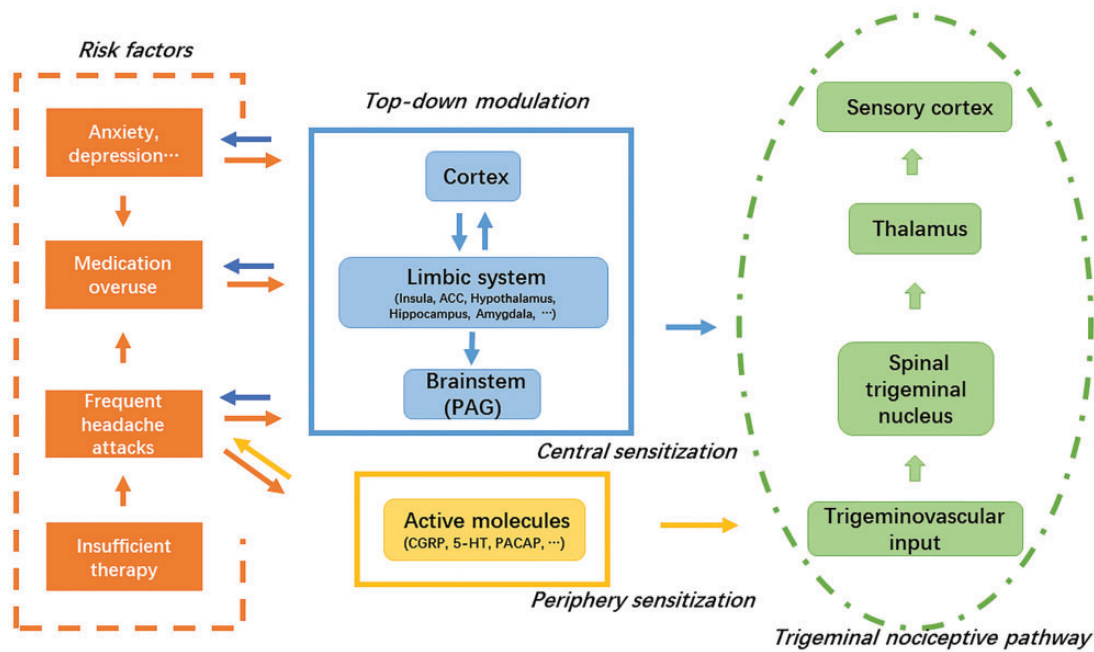 Risk factors
Anxiety,
depression···
Medication
overuse
Frequent
headache
attacks
Insufficient
therapy
Top-down modulation
Cortex
Limbic system
(Insula, ACC, Hypothalamus,
Hippocampus, Amygdala, ···)
Brainstem
(PAG)
Central sensitization
Active molecules
(CGRP, 5-HT, PACAP, ···)
Periphery sensitization
Sensory cortex
Thalamus
Spinal
trigeminal
nucleus
Trigeminovascular
input
Trigeminal nociceptive pathway